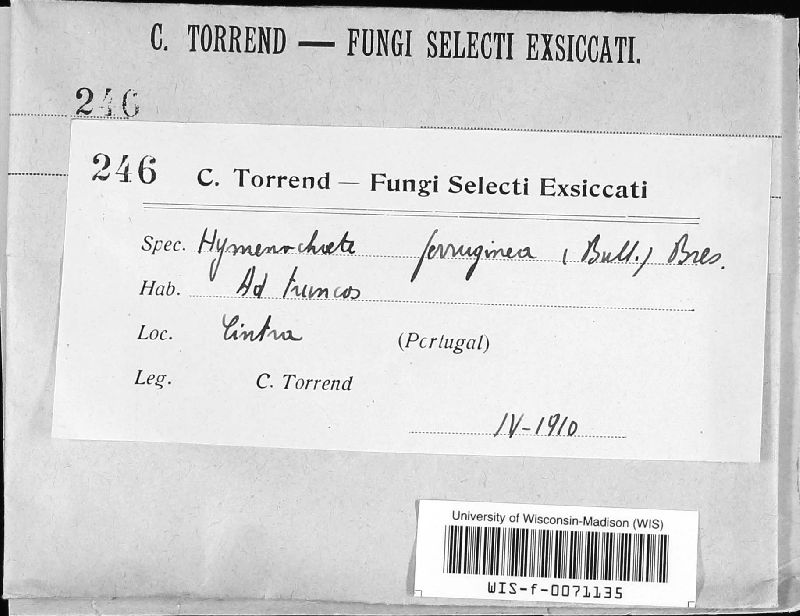 C. TORREND — FUNGI SELECTI EXSICCATI.
246
246 C. Torrend — Fungi Selecti Exsiccati
Spec. Hymenochaete ferruginea (Bull.) Bres.
Hab. Ad truncos
Loc. Cintra (Portugal)
Leg. C. Torrend
IV-1910
University of Wisconsin-Madison (WIS)
WIS-f-0071135